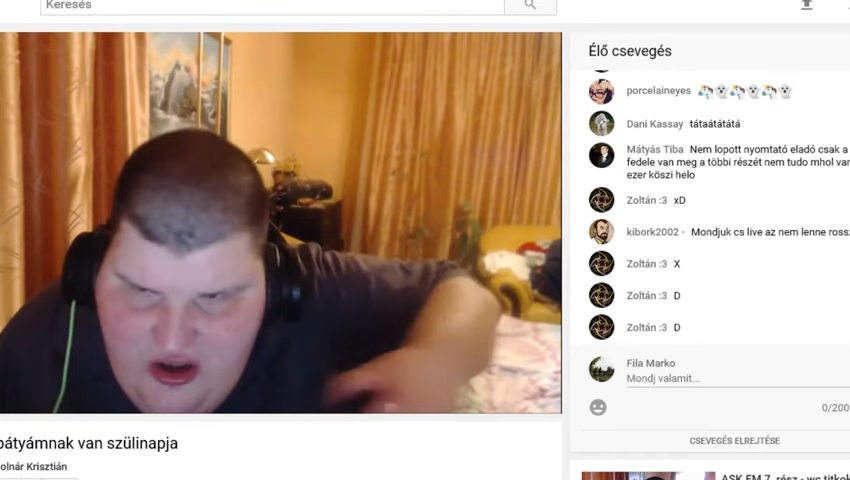 Keresés
Élő csevegés
porcelaineyes
Dani Kassay tátaátátátá
Mátyás Tiba Nem lopott nyomtató eladó csak a
fedele van meg a többi részét nem tudo mhol
ezer köszi helo
Zoltán :3 xD
kibork2002 - Mondjuk cs live az nem lenne
Zoltán :3 X
Zoltán :3 D
Zoltán :3 D
Fila Marko
Mondj valamit...
0/200
CSEVEGÉS ELREJTÉSE
bátyámnak van szülinapja
olnár Krisztián
ASK.FM 7. rész - wc titkok